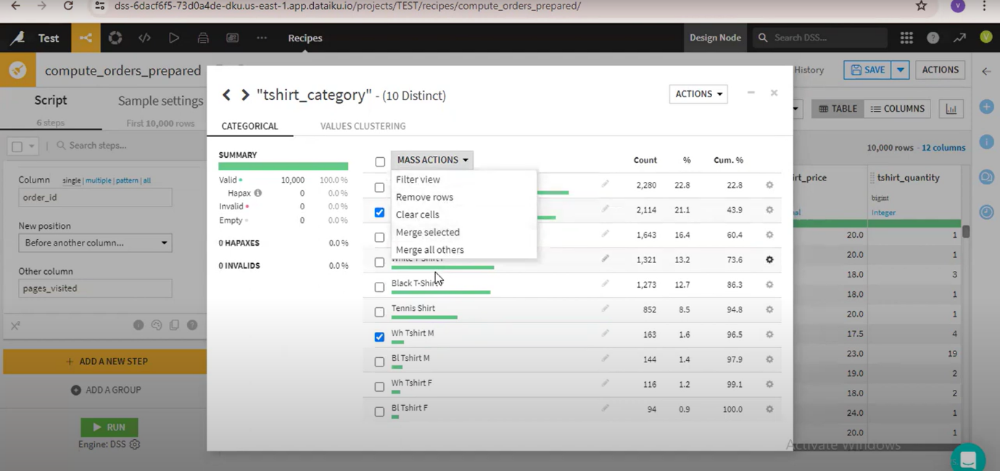 dss-6dacf6f5-73d0a4de-dku.us-east-1.app.dataiku.io/projects/TEST/recipes/compute_orders_prepared/
V
Test
Recipes
Design Node
Search DSS...
V
compute_orders_prepared
History
SAVE
ACTIONS
Script
6 steps
Sample settings
First 10,000 rows
TABLE
COLUMNS
Search steps...
10,000 rows - 12 columns
Column single | multiple | pattern | all
order_id
New position
Before another column...
Other column
pages_visited
+ ADD A NEW STEP
ADD A GROUP
RUN
Engine: DSS
"tshirt_category" - (10 Distinct)
ACTIONS
CATEGORICAL
VALUES CLUSTERING
SUMMARY
Valid 10,000 100.0 %
Hapax 0 0.0 %
Invalid 0 0.0 %
Empty 0 0.0 %
0 HAPAXES 0.0 %
0 INVALIDS 0.0 %
MASS ACTIONS
Count % Cum. %
Filter view
Remove rows
Clear cells
Merge selected
Merge all others
2,280 22.8 22.8
2,114 21.1 43.9
1,643 16.4 60.4
1,321 13.2 73.6
Black T-Shirt 1,273 12.7 86.3
Tennis Shirt 852 8.5 94.8
Wh Tshirt M 163 1.6 96.5
Bl Tshirt M 144 1.4 97.9
Wh Tshirt F 116 1.2 99.1
Bl Tshirt F 94 0.9 100.0
irt_price tshirt_quantity
bigint
nal Integer
20.0 1
20.0 1
18.0 3
18.0 1
20.0 1
17.5 4
23.0 19
19.0 2
18.0 2
24.0 1
20.0 1
Activate Windows